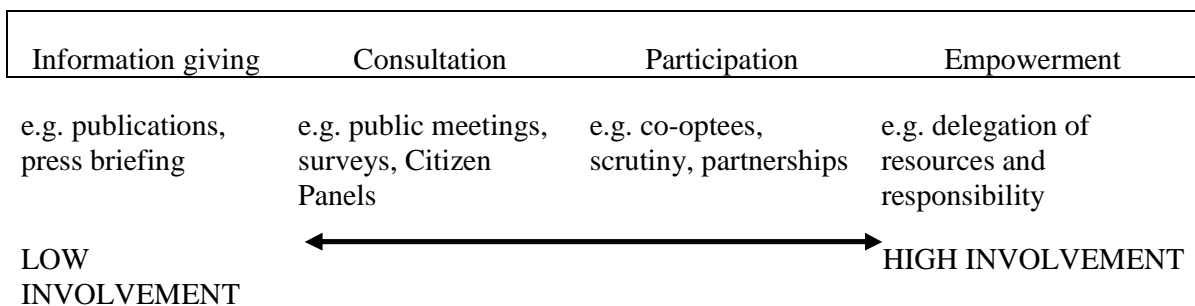 Information giving Consultation Participation Empowerment
e.g. publications, press briefing
e.g. public meetings, surveys, Citizen Panels
e.g. co-optees, scrutiny, partnerships
e.g. delegation of resources and responsibility
LOW INVOLVEMENT
HIGH INVOLVEMENT